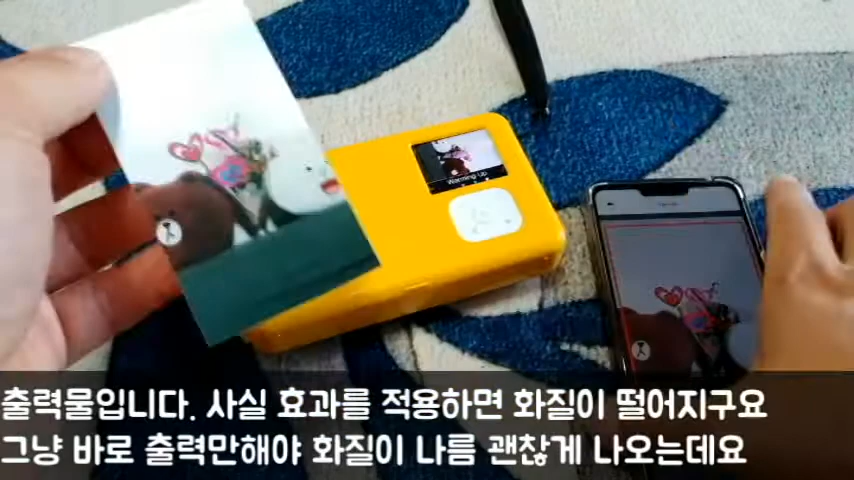 Warming Up
출력물입니다. 사실 효과를 적용하면 화질이 떨어지구요
그냥 바로 출력만해야 화질이 나름 괜찮게 나오는데요